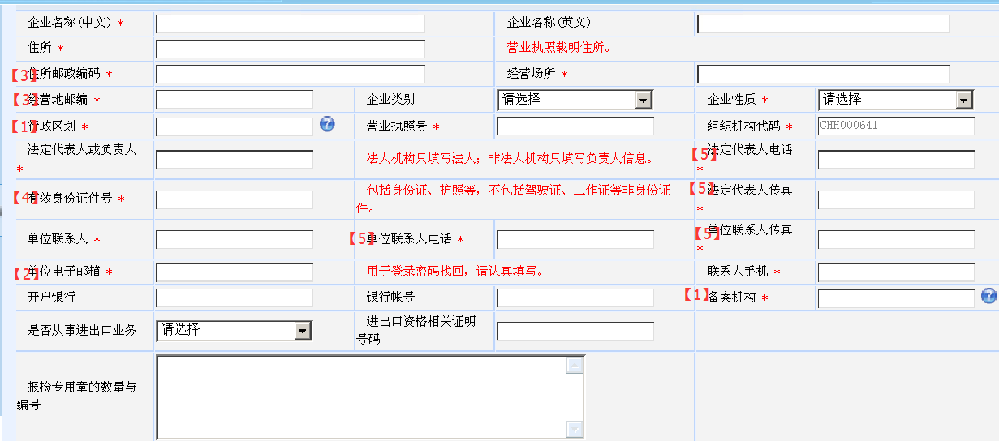 企业名称(中文) *
企业名称(英文)
住所 *
营业执照载明住所。
【3】住所邮政编码 *
经营场所 *
【3】经营地邮编 *
企业类别
请选择
企业性质 *
请选择
【1】行政区划 *
?
营业执照号 *
组织机构代码 *
CHH000641
法定代表人或负责人
*
法人机构只填写法人；非法人机构只填写负责人信息。
【5】法定代表人电话
*
【4】有效身份证件号 *
包括身份证、护照等，不包括驾驶证、工作证等非身份证
件。
【5】法定代表人传真
*
单位联系人 *
【5】单位联系人电话 *
【5】单位联系人传真
*
【2】单位电子邮箱 *
用于登录密码找回，请认真填写。
联系人手机 *
开户银行
银行帐号
【1】备案机构 *
?
是否从事进出口业务
请选择
进出口资格相关证明
号码
报检专用章的数量与
编号